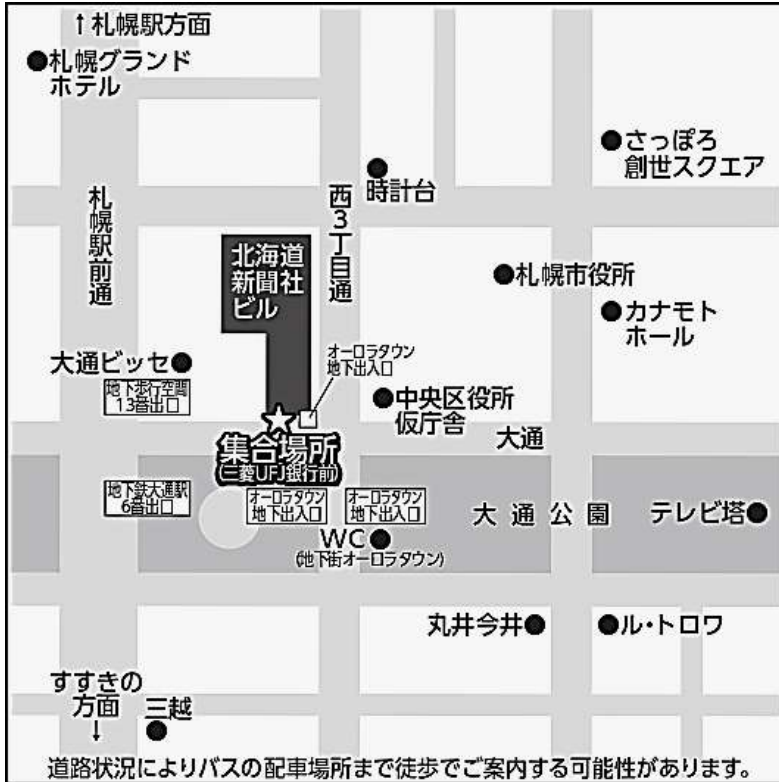 ↑札幌駅方面
●札幌グランド
ホテル
●さっぽろ
創世スクエア
●時計台
札幌駅前通
西3丁目通
北海道
新聞社
ビル
●札幌市役所
●カナモト
ホール
オーロラタウン
地下出入口
大通ビッセ●
地下歩行空間
13番出口
●中央区役所
仮庁舎
大通
☆
集合場所
(三菱UFJ銀行前)
地下鉄大通駅
6番出口
オーロラタウン
地下出入口
オーロラタウン
地下出入口
大通公園
テレビ塔●
WC●
(地下街オーロラタウン)
丸井今井●
●ル・トロワ
すすきの
方面
↓
三越
●
道路状況によりバスの配車場所まで徒歩でご案内する可能性があります。